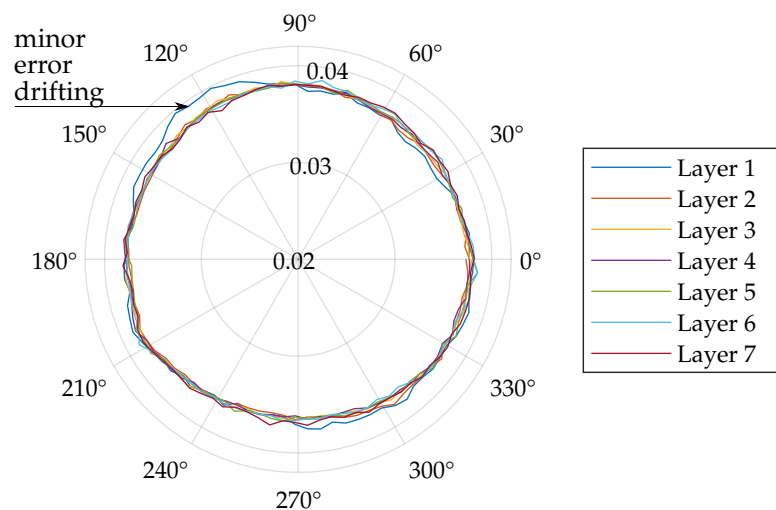 90°
minor
error
drifting
120°
60°
0.04
150°
30°
0.03
180°
0.02
0°
210°
330°
240°
300°
270°
Layer 1
Layer 2
Layer 3
Layer 4
Layer 5
Layer 6
Layer 7